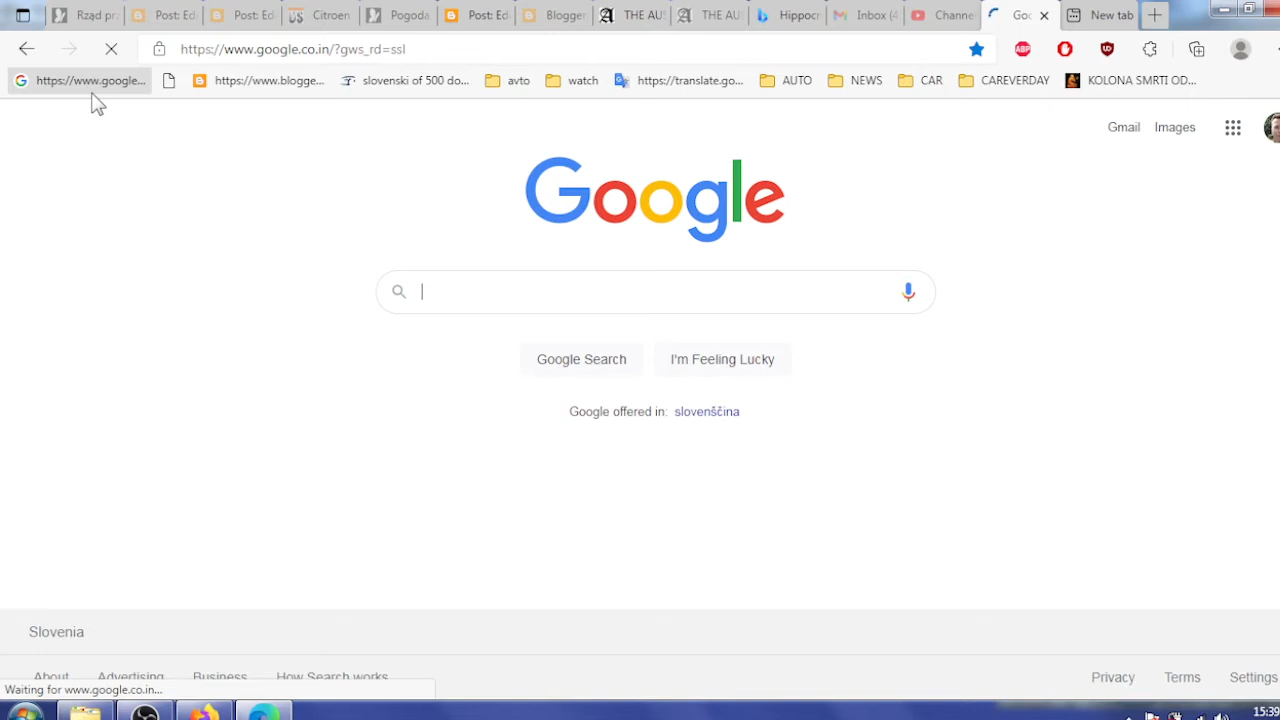 Rząd pr Post: Ed Post: Ed Citroen Pogoda Post: Ed Blogger THE AU THE AU Hippocr Inbox (4 Channe Goo New tab
https://www.google.co.in/?gws_rd=ssl
https://www.google... https://www.blogge... slovenski of 500 do... avto watch https://translate.go... AUTO NEWS CAR CAREVERDAY KOLONA SMRTI OD...
Gmail Images
Google
Google Search I'm Feeling Lucky
Google offered in: slovenščina
Slovenia
About Advertising Business How Search works Privacy Terms Settings
Waiting for www.google.co.in...
15:39